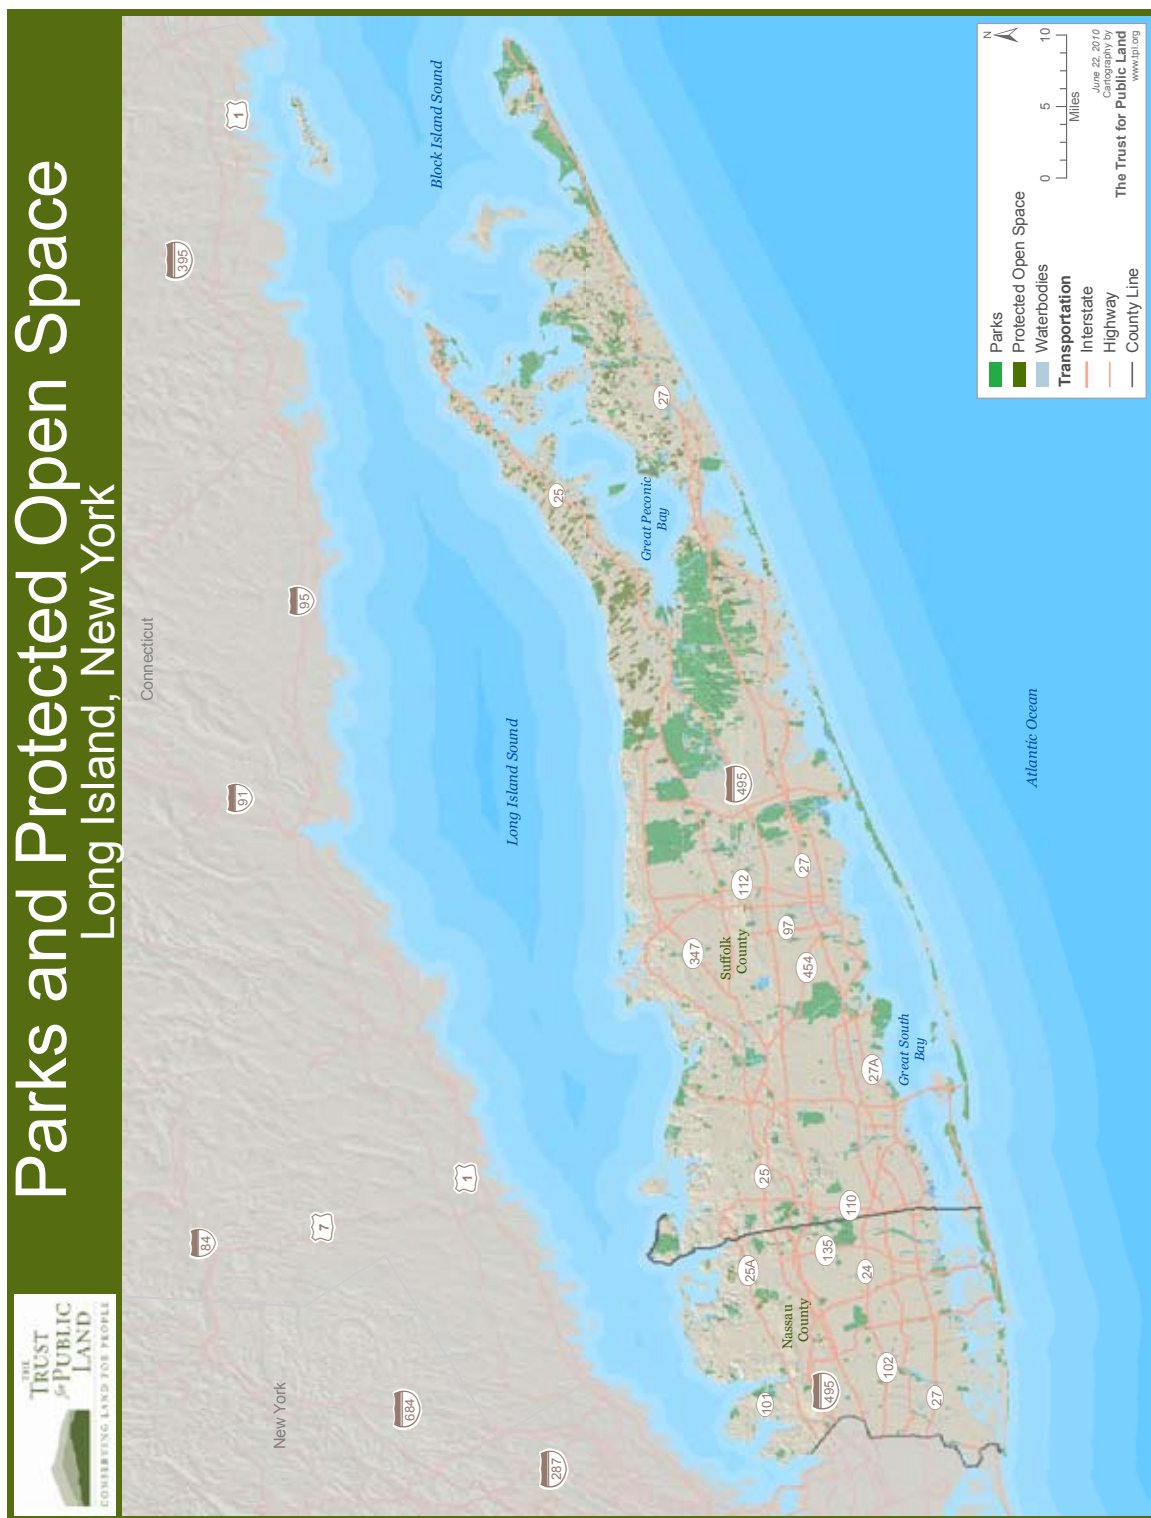 Parks and Protected Open Space
Long Island, New York
THE
TRUST
for PUBLIC
LAND
CONSERVING LAND FOR PEOPLE
New York
Connecticut
84
7
684
287
1
91
95
395
1
Long Island Sound
Block Island Sound
Great Peconic
Bay
Great South
Bay
Atlantic Ocean
Nassau
County
Suffolk
County
101
495
102
27
25A
135
24
110
25
27A
347
454
97
112
27
495
25
27
Parks
Protected Open Space
Waterbodies
Transportation
Interstate
Highway
County Line
N
0 5 10
Miles
June 22, 2010
Cartography by
The Trust for Public Land
www.tpl.org